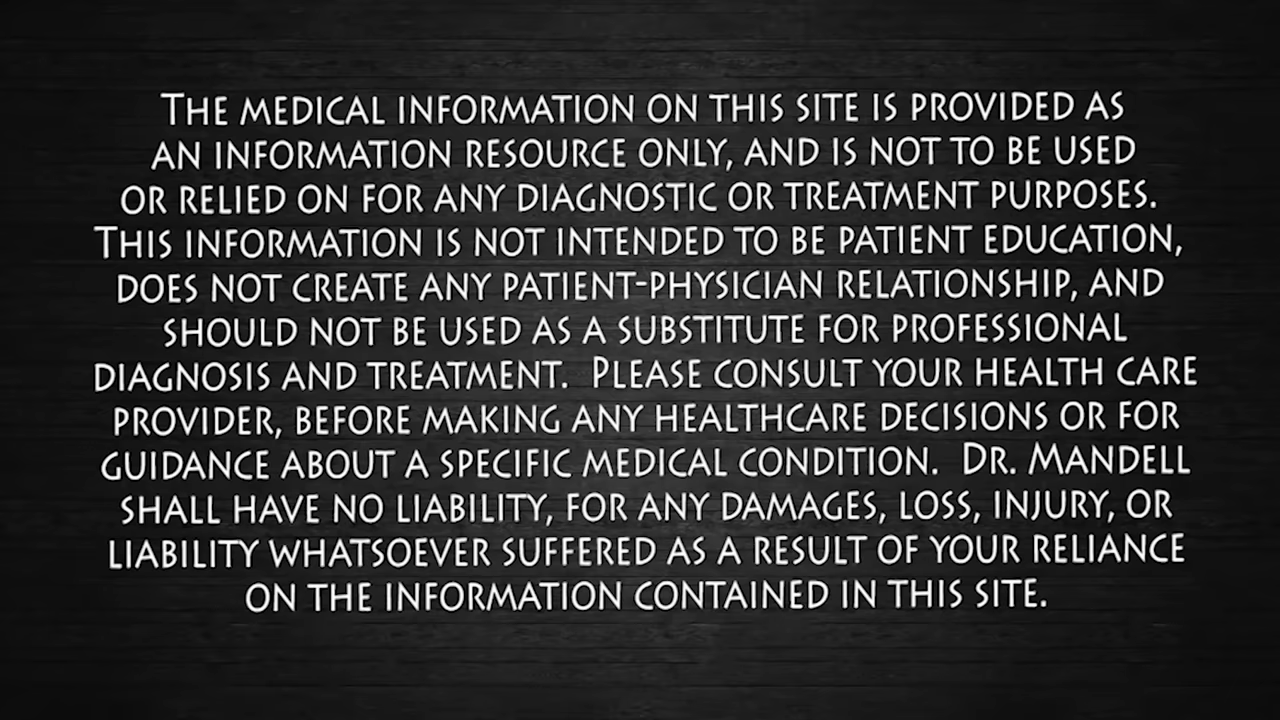 The medical information on this site is provided as
an information resource only, and is not to be used
or relied on for any diagnostic or treatment purposes.
This information is not intended to be patient education,
does not create any patient-physician relationship, and
should not be used as a substitute for professional
diagnosis and treatment.  Please consult your health care
provider, before making any healthcare decisions or for
guidance about a specific medical condition.  Dr. Mandell
shall have no liability, for any damages, loss, injury, or
liability whatsoever suffered as a result of your reliance
on the information contained in this site.